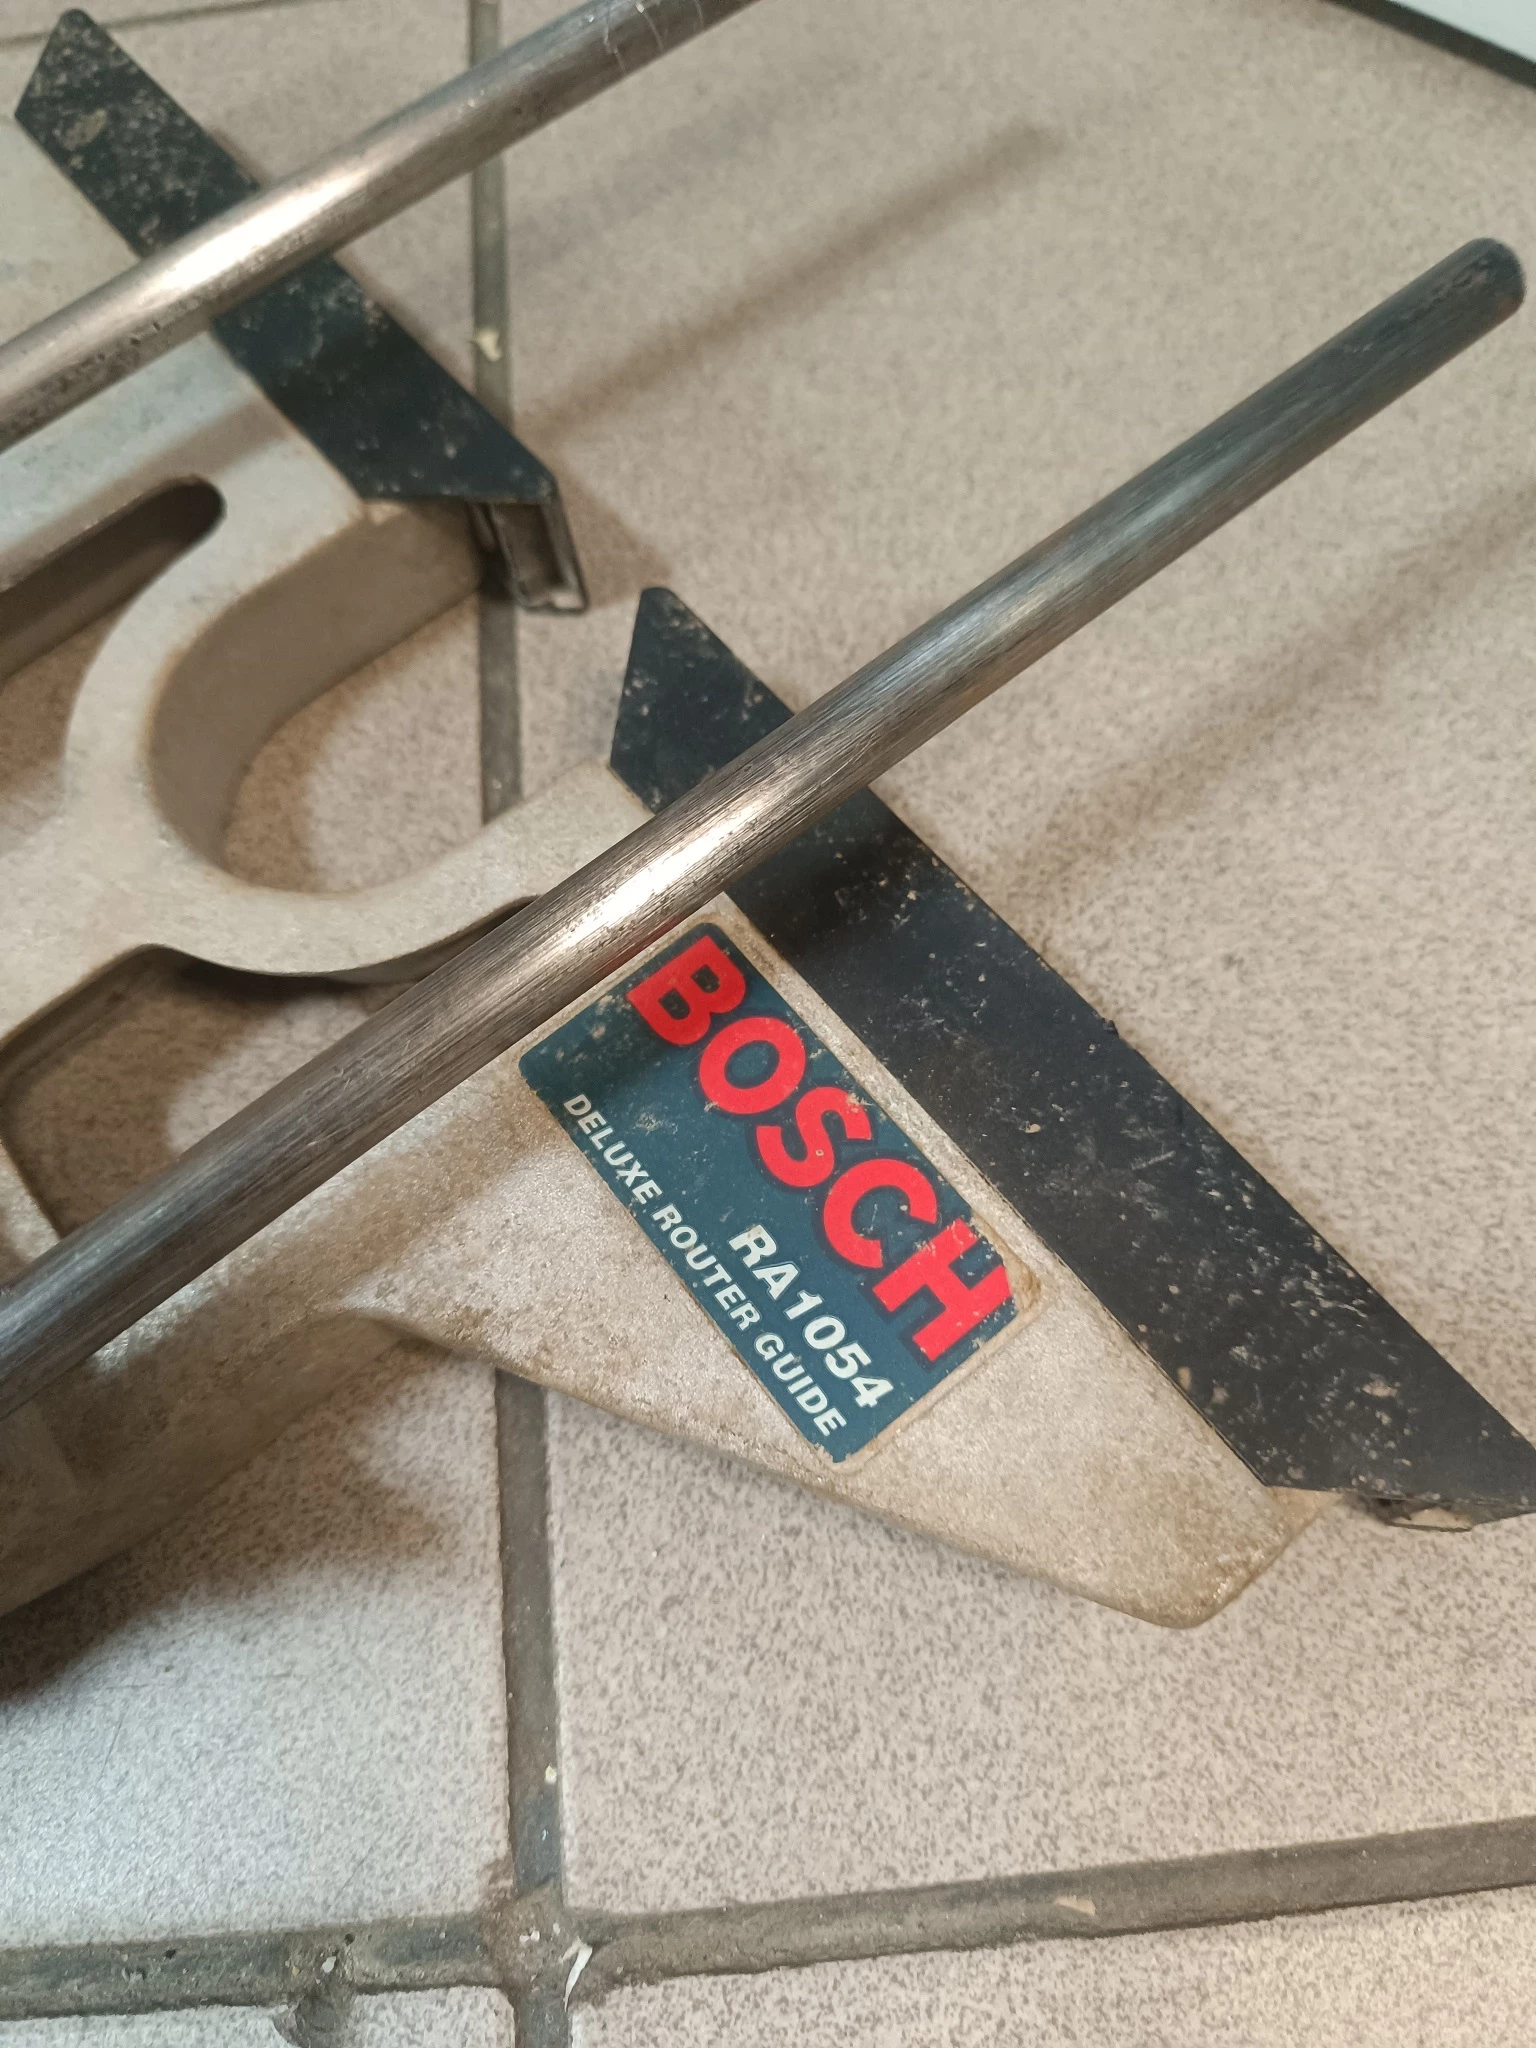 BOSCH
RA1054
DELUXE ROUTER GUIDE